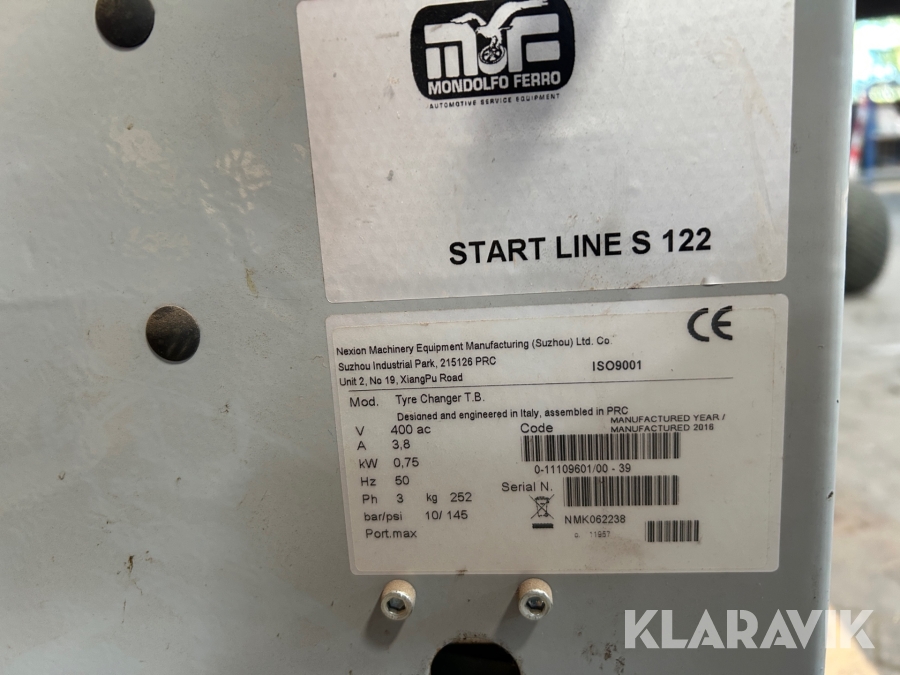 MONDOLFO FERRO
AUTOMOTIVE SERVICE EQUIPMENT
START LINE S 122
Nexion Machinery Equipment Manufacturing (Suzhou) Ltd. Co.
Suzhou Industrial Park, 215126 PRC
ISO9001
Unit 2, No 19, XiangPu Road
CE
Mod. Tyre Changer T.B.
Designed and engineered in Italy, assembled in PRC
MANUFACTURED YEAR /
MANUFACTURED 2016
V 400 ac
Code
A 3,8
kW 0,75
0-11109601/00 - 39
Hz 50
Serial N.
Ph 3 kg 252
bar/psi 10/ 145
NMK062238
Port.max
KLARAVIK